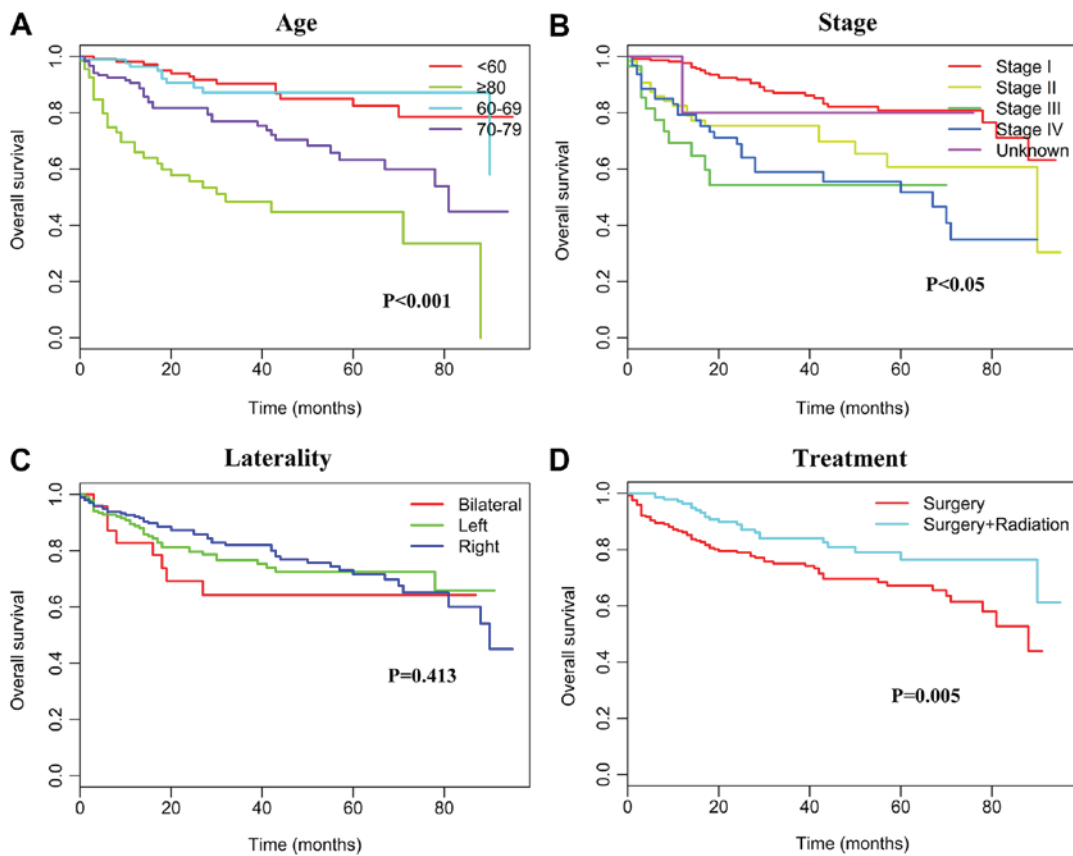 A
Age
Overall survival
1.0
0.8
0.6
0.4
0.2
0.0
<60
≥80
60-69
70-79
P<0.001
0 20 40 60 80
Time (months)
B
Stage
Overall survival
1.0
0.8
0.6
0.4
0.2
0.0
Stage I
Stage II
Stage III
Stage IV
Unknown
P<0.05
0 20 40 60 80
Time (months)
C
Laterality
Overall survival
1.0
0.8
0.6
0.4
0.2
0.0
Bilateral
Left
Right
P=0.413
0 20 40 60 80
Time (months)
D
Treatment
Overall survival
1.0
0.8
0.6
0.4
0.2
0.0
Surgery
Surgery+Radiation
P=0.005
0 20 40 60 80
Time (months)